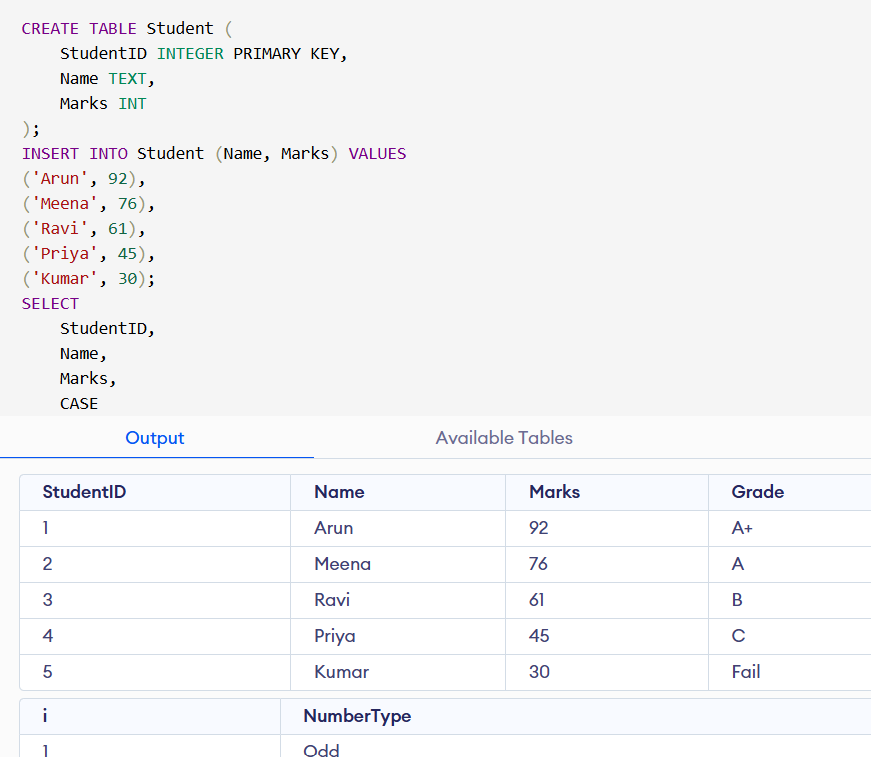 CREATE TABLE Student (
    StudentID INTEGER PRIMARY KEY,
    Name TEXT,
    Marks INT
);
INSERT INTO Student (Name, Marks) VALUES
('Arun', 92),
('Meena', 76),
('Ravi', 61),
('Priya', 45),
('Kumar', 30);
SELECT
    StudentID,
    Name,
    Marks,
    CASE
Output Available Tables
StudentID Name Marks Grade
1 Arun 92 A+
2 Meena 76 A
3 Ravi 61 B
4 Priya 45 C
5 Kumar 30 Fail
i NumberType
1 Odd